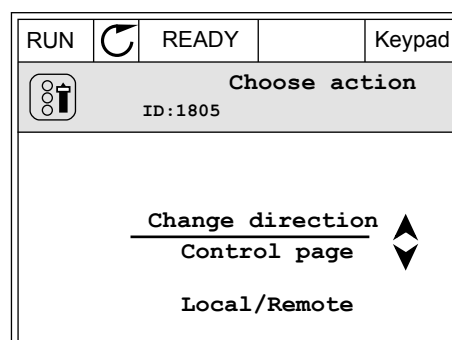 RUN READY Keypad
Choose action
ID:1805
Change direction
Control page
Local/Remote